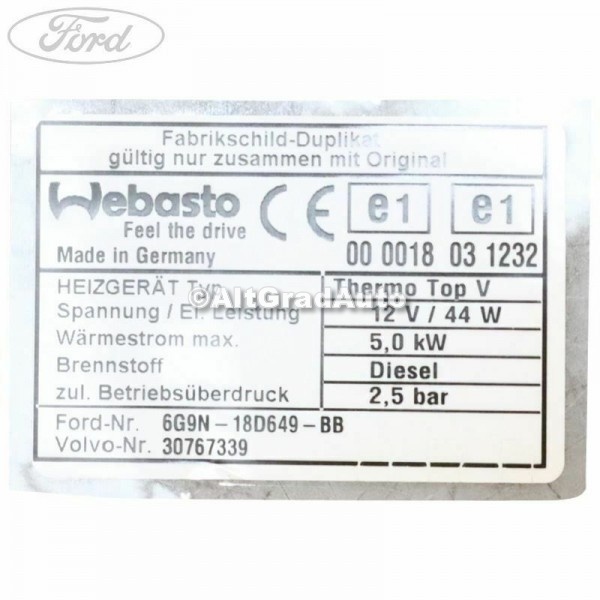 Ford
Fabrikschild-Duplikat
gültig nur zusammen mit Original
Webasto CE e1 e1
Feel the drive
Made in Germany 00 0018 03 1232
HEIZGERÄT Typ Thermo Top V
©AltGradAuto
Spannung / El. Leistung 12 V / 44 W
Wärmestrom max. 5,0 kW
Brennstoff Diesel
zul. Betriebsüberdruck 2,5 bar
Ford-Nr. 6G9N-18D649-BB
Volvo-Nr. 30767339